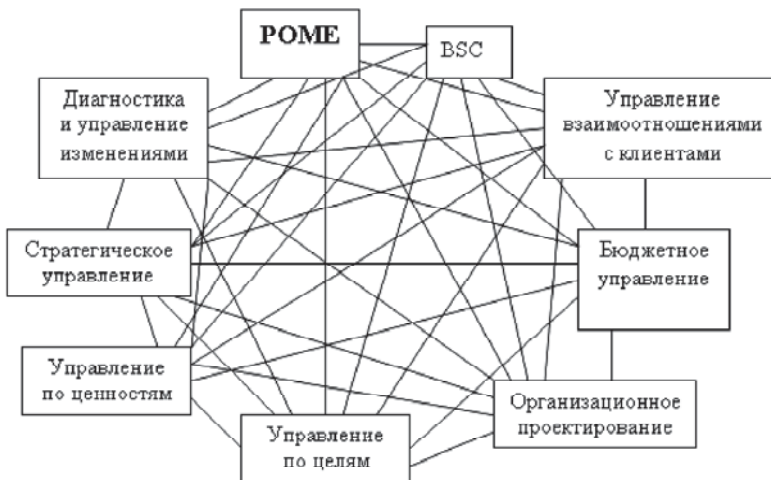 POME
BSC
Диагностика
и управление
изменениями
Управление
взаимоотношениями
с клиентами
Стратегическое
управление
Бюджетное
управление
Управление
по ценностям
Организационное
проектирование
Управление
по целям